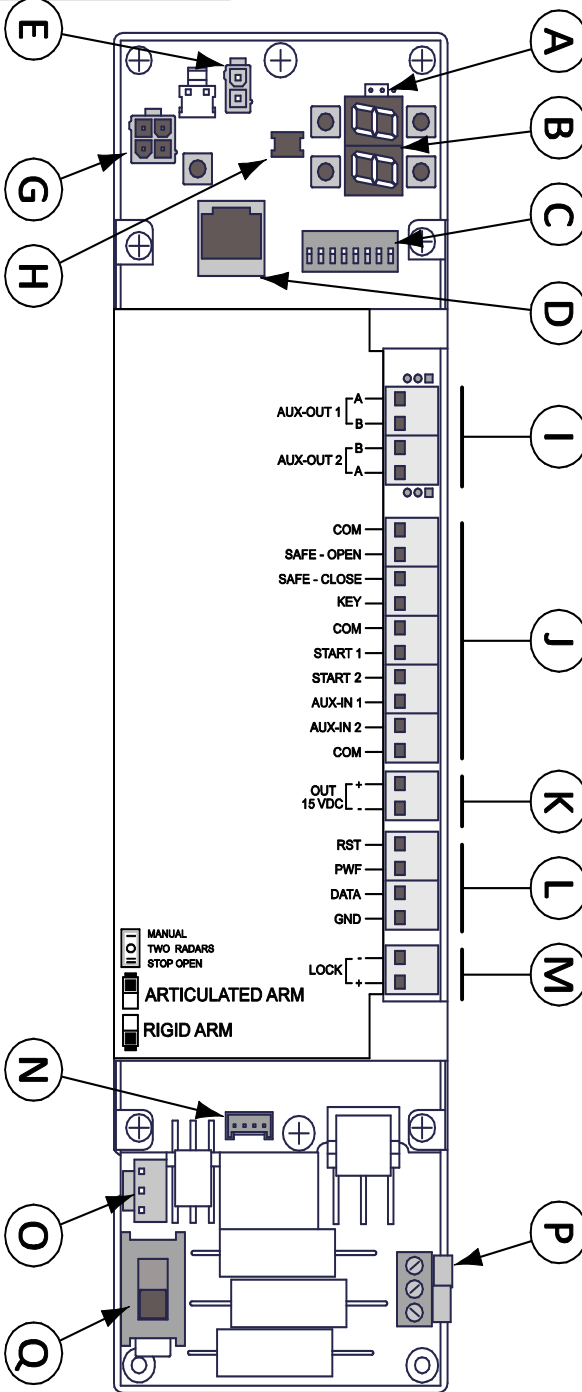 E
A
B
G
C
H
D
A
AUX-OUT 1
B
I
B
AUX-OUT 2
A
COM
SAFE - OPEN
SAFE - CLOSE
KEY
COM
J
START 1
START 2
AUX-IN 1
AUX-IN 2
COM
+
OUT
15 VDC
-
K
RST
PWF
DATA
GND
L
MANUAL
TWO RADARS
STOP OPEN
-
LOCK
+
M
I
O
II
ARTICULATED ARM
RIGID ARM
N
O
P
Q